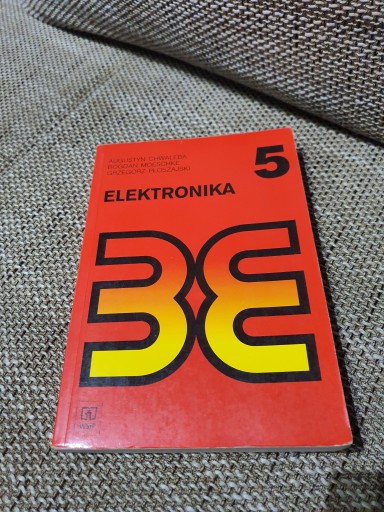 AUGUSTYN CHWALEBA
BOGDAN MOESCHKE
GRZEGORZ PŁOSZAJSKI
5
ELEKTRONIKA
WSiP